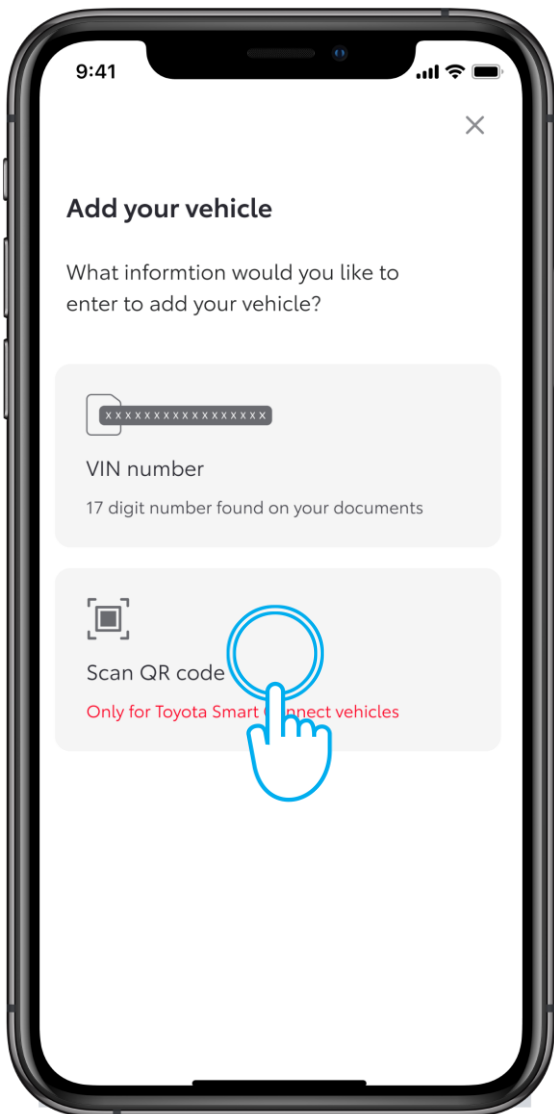 9:41
Add your vehicle
What informtion would you like to
enter to add your vehicle?
x x x x x x x x x x x x x x x x x
VIN number
17 digit number found on your documents
Scan QR code
Only for Toyota Smart Connect vehicles